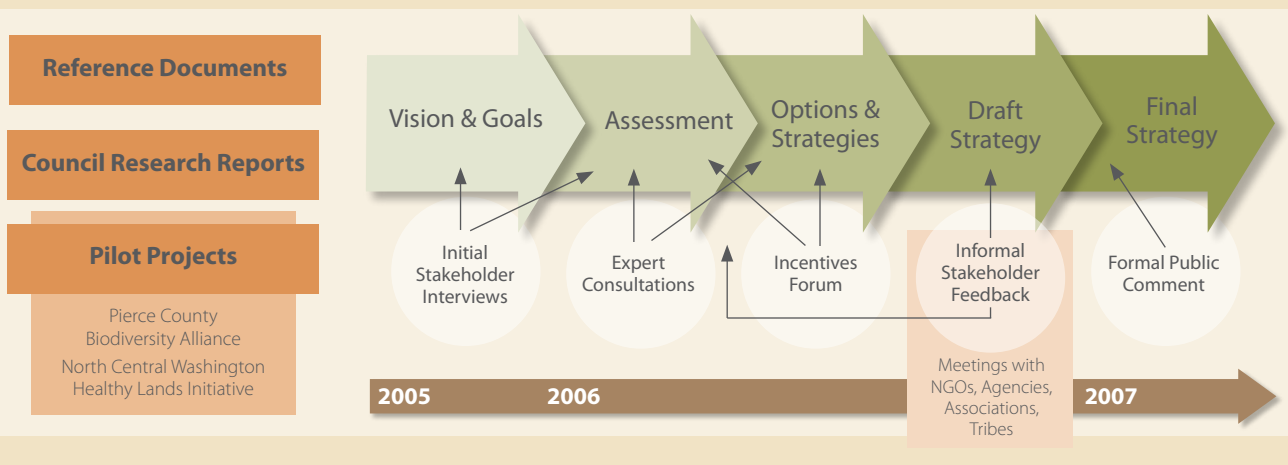 Reference Documents
Council Research Reports
Pilot Projects
Pierce County
Biodiversity Alliance
North Central Washington
Healthy Lands Initiative
Vision & Goals
Assessment
Options &
Strategies
Draft
Strategy
Final
Strategy
Initial
Stakeholder
Interviews
Expert
Consultations
Incentives
Forum
Informal
Stakeholder
Feedback
Formal Public
Comment
Meetings with
NGOs, Agencies,
Associations,
Tribes
2005
2006
2007